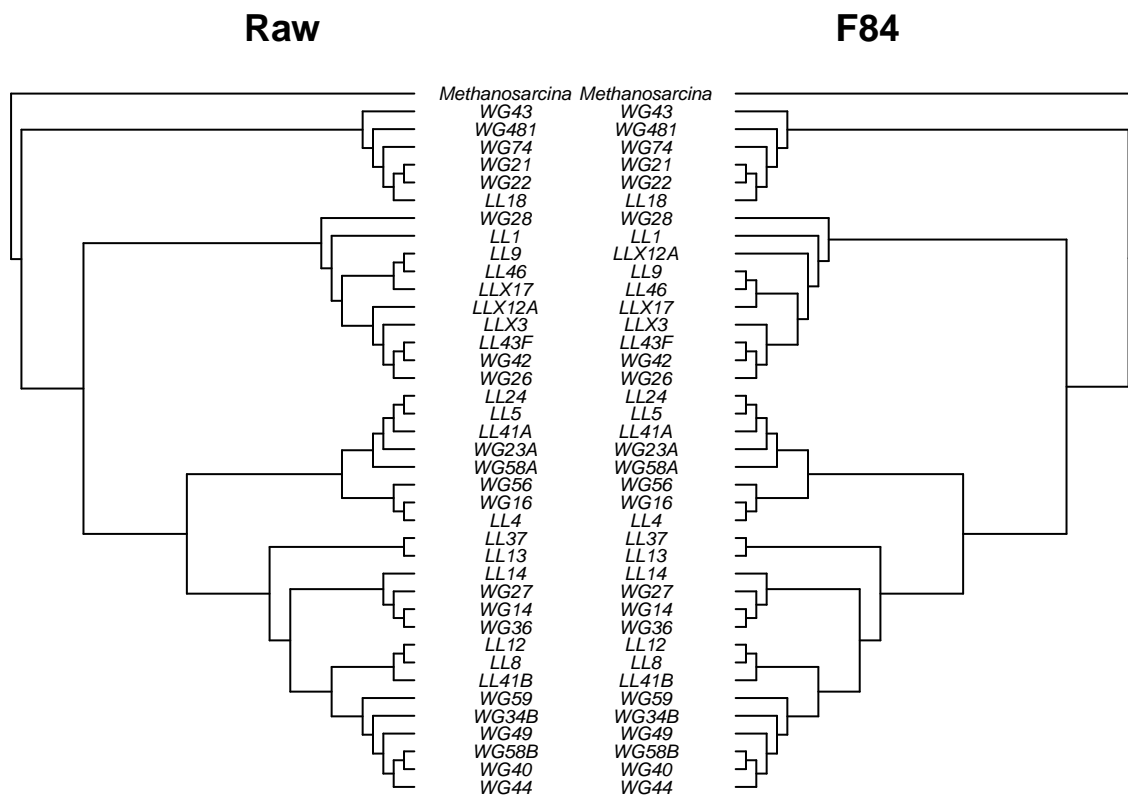 Raw F84
Methanosarcina Methanosarcina
WG43 WG43
WG481 WG481
WG74 WG74
WG21 WG21
WG22 WG22
LL18 LL18
WG28 WG28
LL1 LL1
LL9 LLX12A
LL46 LL9
LLX17 LL46
LLX12A LLX17
LLX3 LLX3
LL43F LL43F
WG42 WG42
WG26 WG26
LL24 LL24
LL5 LL5
LL41A LL41A
WG23A WG23A
WG58A WG58A
WG56 WG56
WG16 WG16
LL4 LL4
LL37 LL37
LL13 LL13
LL14 LL14
WG27 WG27
WG14 WG14
WG36 WG36
LL12 LL12
LL8 LL8
LL41B LL41B
WG59 WG59
WG34B WG34B
WG49 WG49
WG58B WG58B
WG40 WG40
WG44 WG44